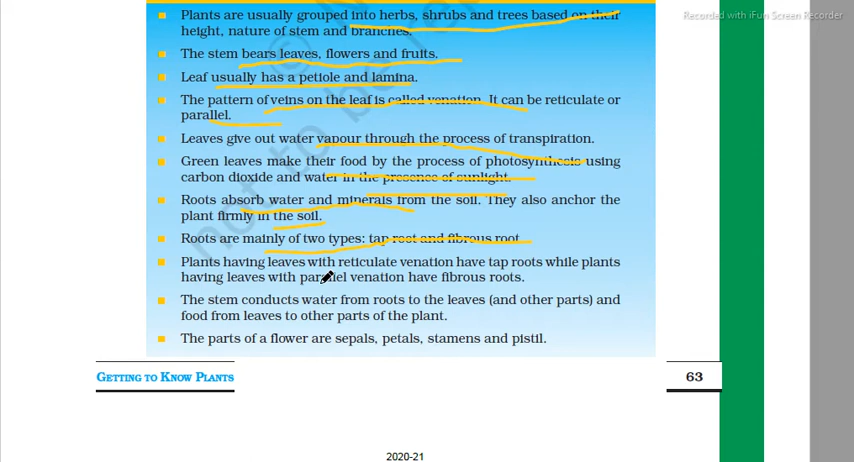 Recorded with iFun Screen Recorder
Plants are usually grouped into herbs, shrubs and trees based on their
height, nature of stem and branches.
The stem bears leaves, flowers and fruits.
Leaf usually has a petiole and lamina.
The pattern of veins on the leaf is called venation. It can be reticulate or
parallel.
Leaves give out water vapour through the process of transpiration.
Green leaves make their food by the process of photosynthesis using
carbon dioxide and water in the presence of sunlight.
Roots absorb water and minerals from the soil. They also anchor the
plant firmly in the soil.
Roots are mainly of two types: tap root and fibrous root.
Plants having leaves with reticulate venation have tap roots while plants
having leaves with parallel venation have fibrous roots.
The stem conducts water from roots to the leaves (and other parts) and
food from leaves to other parts of the plant.
The parts of a flower are sepals, petals, stamens and pistil.
GETTING TO KNOW PLANTS
63
2020-21